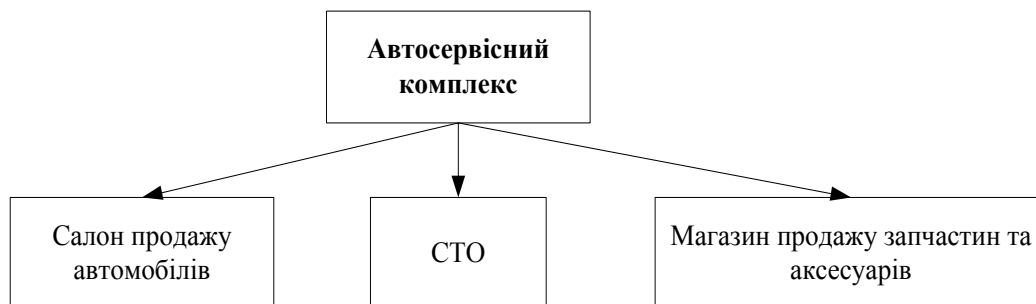 Автосервісний
комплекс
Салон продажу
автомобілів
СТО
Магазин продажу запчастин та
аксесуарів